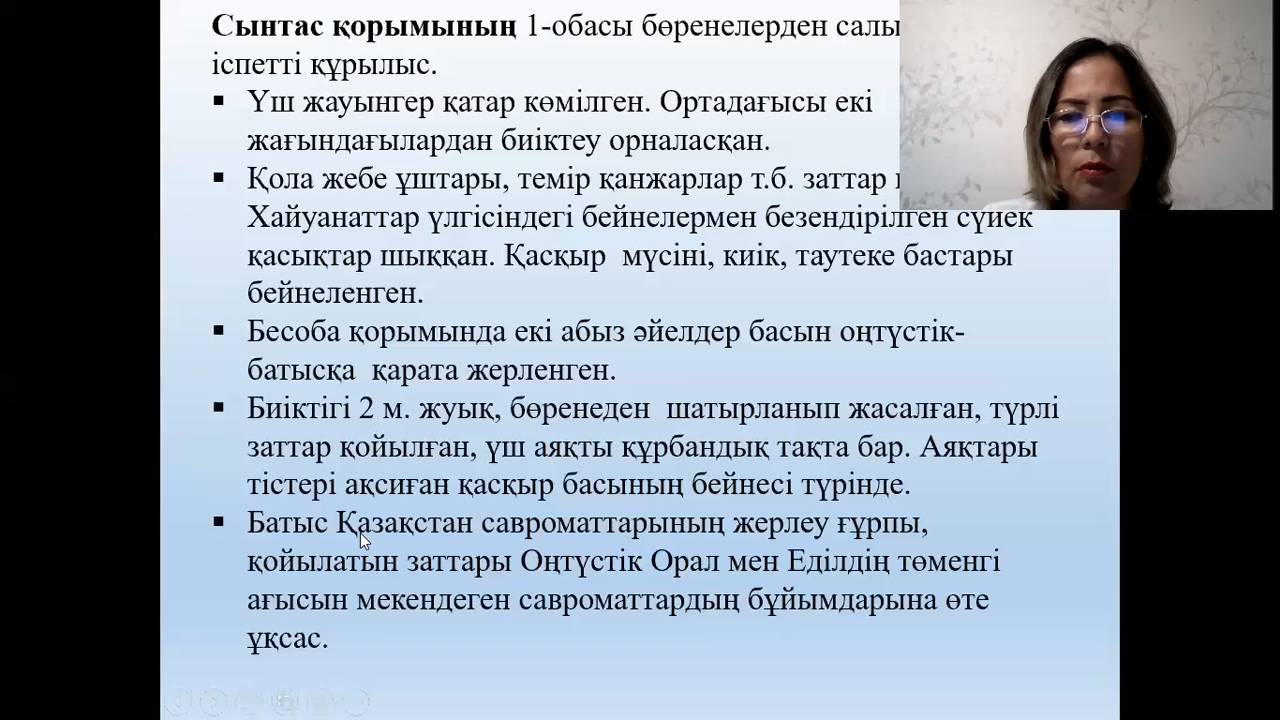 Сынтас қорымының 1-обасы бөренелерден
іспетті құрылыс.
▪ Үш жауынгер қатар көмілген. Ортадағысы екі
жағындағылардан биіктеу орналасқан.
▪ Қола жебе ұштары, темір қанжарлар т.б. заттар
Хайуанаттар үлгісіндегі бейнелермен безендірілген сүйек
қасықтар шыққан. Қасқыр мүсіні, киік, таутеке бастары
бейнеленген.
▪ Бесоба қорымында екі абыз әйелдер басын оңтүстік-
батысқа қарата жерленген.
▪ Биіктігі 2 м. жуық, бөренеден шатырланып жасалған, түрлі
заттар қойылған, үш аяқты құрбандық тақта бар. Аяқтары
тістері ақсиған қасқыр басының бейнесі түрінде.
▪ Батыс Қазақстан савроматтарының жерлеу ғұрпы,
қойылатын заттары Оңтүстік Орал мен Еділдің төменгі
ағысын мекендеген савроматтардың бұйымдарына өте
ұқсас.